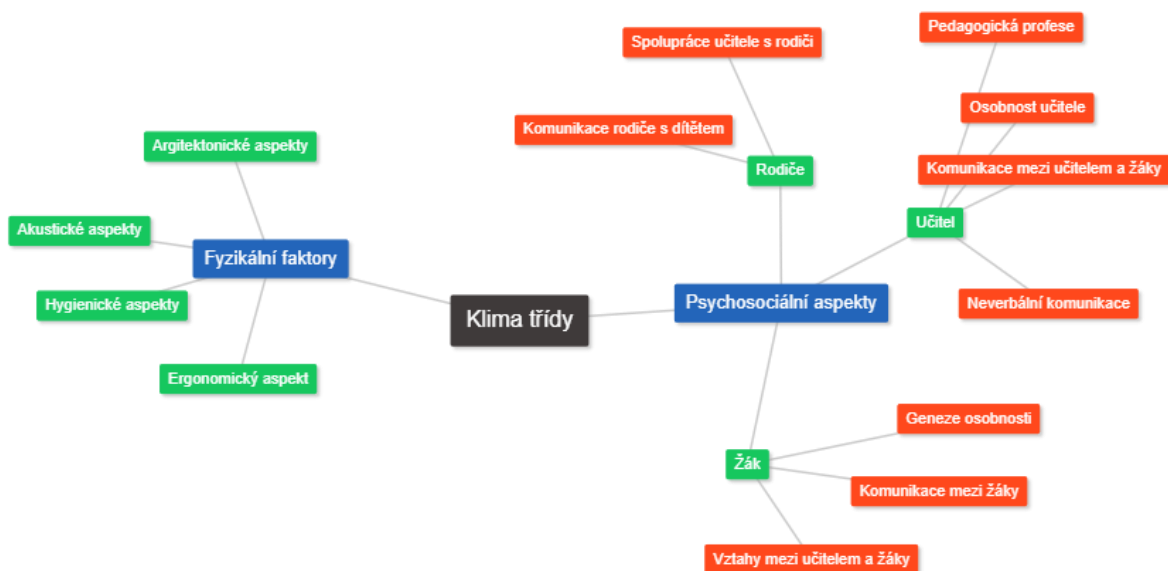 Pedagogická profese
Spolupráce učitele s rodiči
Osobnost učitele
Komunikace rodiče s dítětem
Argitektonické aspekty
Komunikace mezi učitelem a žáky
Rodiče
Učitel
Akustické aspekty
Fyzikální faktory
Psychosociální aspekty
Neverbální komunikace
Hygienické aspekty
Klima třídy
Ergonomický aspekt
Geneze osobnosti
Žák
Komunikace mezi žáky
Vztahy mezi učitelem a žáky